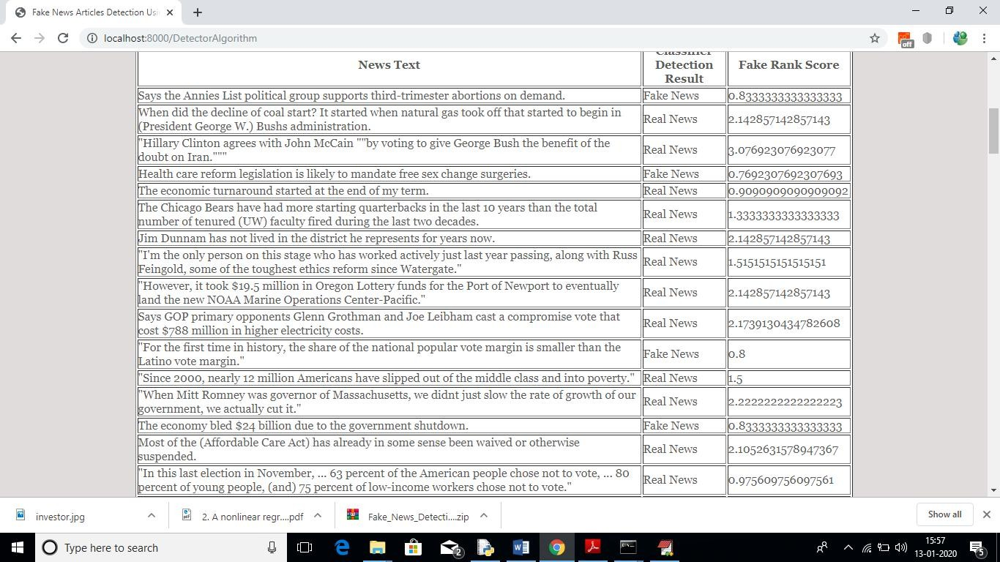 Fake News Articles Detection Usi
localhost:8000/DetectorAlgorithm
off
News Text
Classifier
Detection
Result
Fake Rank Score
Says the Annies List political group supports third-trimester abortions on demand.
Fake News
0.8333333333333333
When did the decline of coal start? It started when natural gas took off that started to begin in
(President George W.) Bushs administration.
Real News
2.142857142857143
"Hillary Clinton agrees with John McCain ""by voting to give George Bush the benefit of the
doubt on Iran."""
Real News
3.076923076923077
Health care reform legislation is likely to mandate free sex change surgeries.
Fake News
0.7692307692307693
The economic turnaround started at the end of my term.
Real News
0.9090909090909092
The Chicago Bears have had more starting quarterbacks in the last 10 years than the total
number of tenured (UW) faculty fired during the last two decades.
Real News
1.3333333333333333
Jim Dunnam has not lived in the district he represents for years now.
Real News
2.142857142857143
"I'm the only person on this stage who has worked actively just last year passing, along with Russ
Feingold, some of the toughest ethics reform since Watergate."
Real News
1.5151515151515151
"However, it took $19.5 million in Oregon Lottery funds for the Port of Newport to eventually
land the new NOAA Marine Operations Center-Pacific."
Real News
2.142857142857143
Says GOP primary opponents Glenn Grothman and Joe Leibham cast a compromise vote that
cost $788 million in higher electricity costs.
Real News
2.1739130434782608
"For the first time in history, the share of the national popular vote margin is smaller than the
Latino vote margin."
Fake News
0.8
"Since 2000, nearly 12 million Americans have slipped out of the middle class and into poverty."
Real News
1.5
"When Mitt Romney was governor of Massachusetts, we didnt just slow the rate of growth of our
government, we actually cut it."
Real News
2.2222222222222223
The economy bled $24 billion due to the government shutdown.
Fake News
0.8333333333333333
Most of the (Affordable Care Act) has already in some sense been waived or otherwise
suspended.
Real News
2.1052631578947367
"In this last election in November, ... 63 percent of the American people chose not to vote, ... 80
percent of young people, (and) 75 percent of low-income workers chose not to vote."
Real News
0.975609756097561
investor.jpg
2. A nonlinear regr....pdf
Fake_News_Detecti....zip
Show all
Type here to search
2
15:57
13-01-2020
5